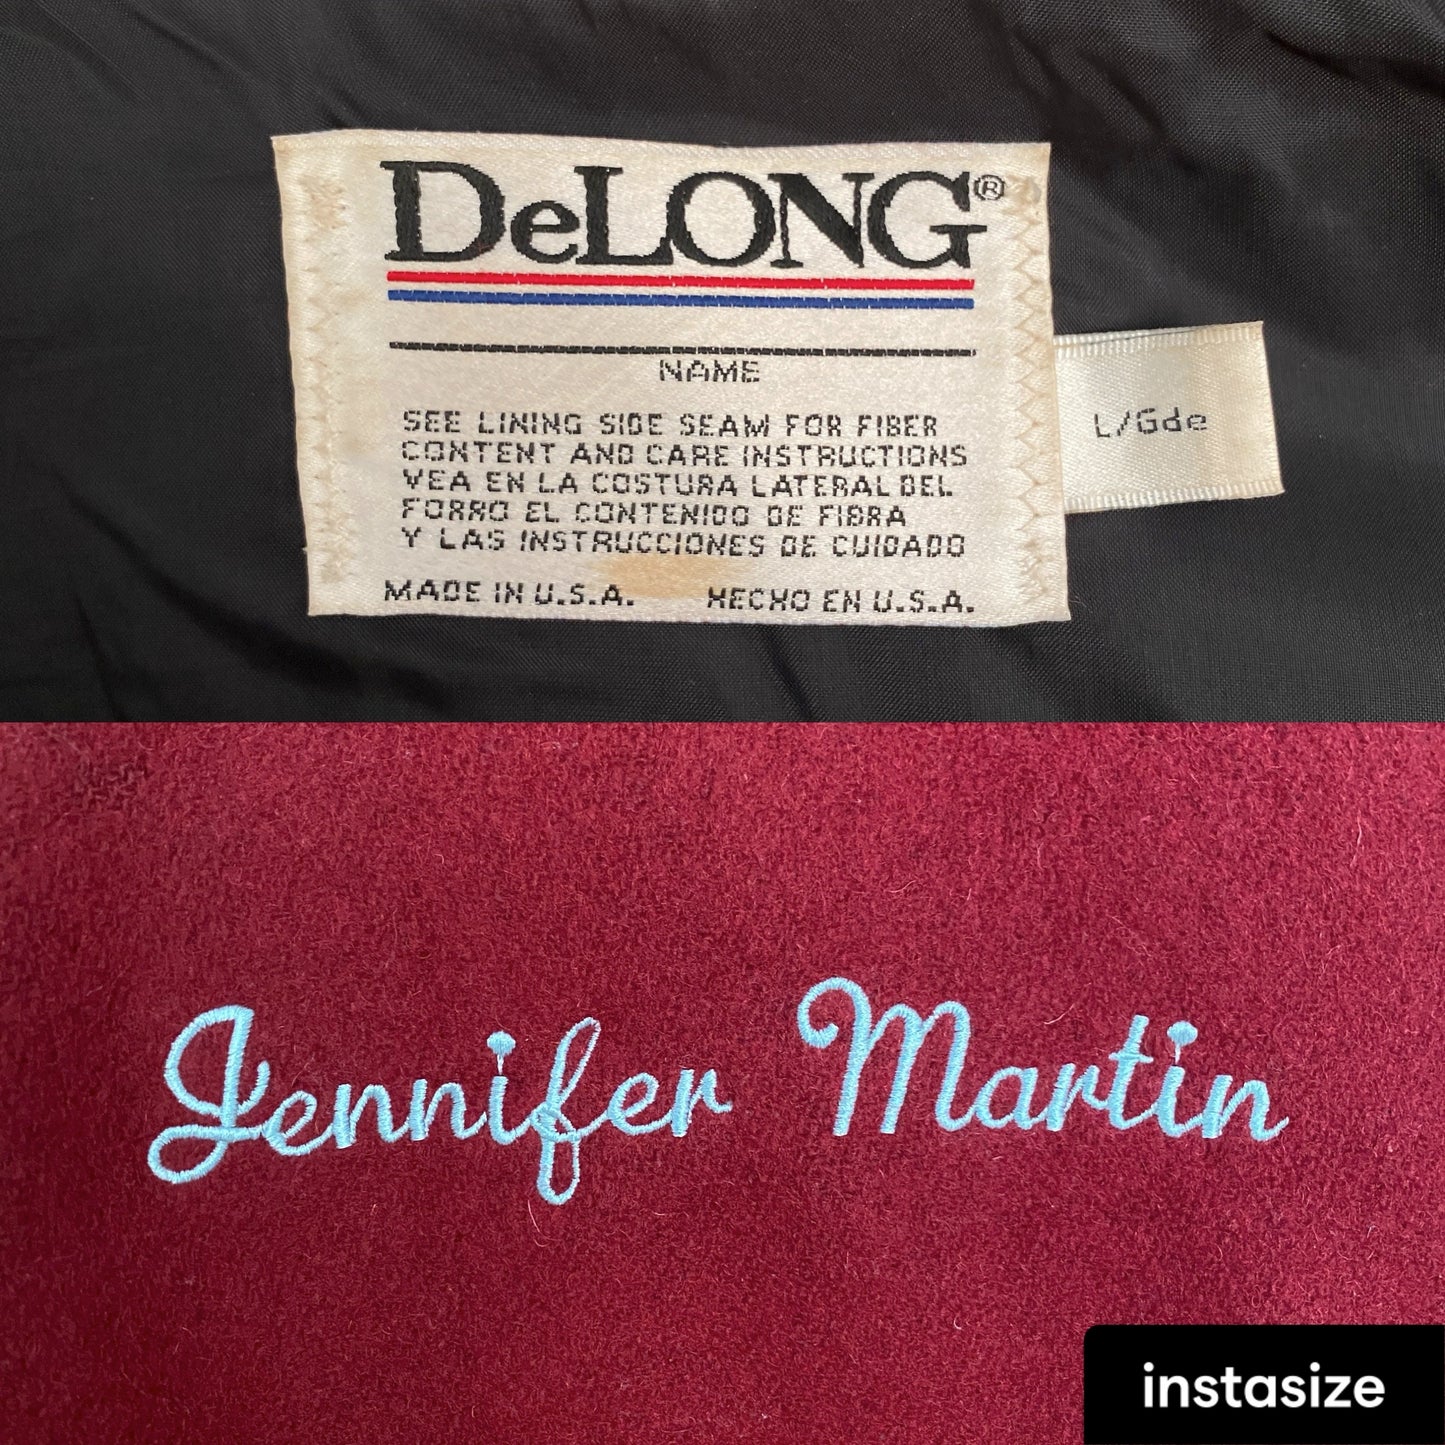 DeLONG®
NAME
SEE LINING SIDE SEAM FOR FIBER
CONTENT AND CARE INSTRUCTIONS
VEA EN LA COSTURA LATERAL DEL
FORRO EL CONTENIDO DE FIBRA
Y LAS INSTRUCCIONES DE CUIDADO
MADE IN U.S.A. HECHO EN U.S.A.
L/Gde
Jennifer Martin
instasize